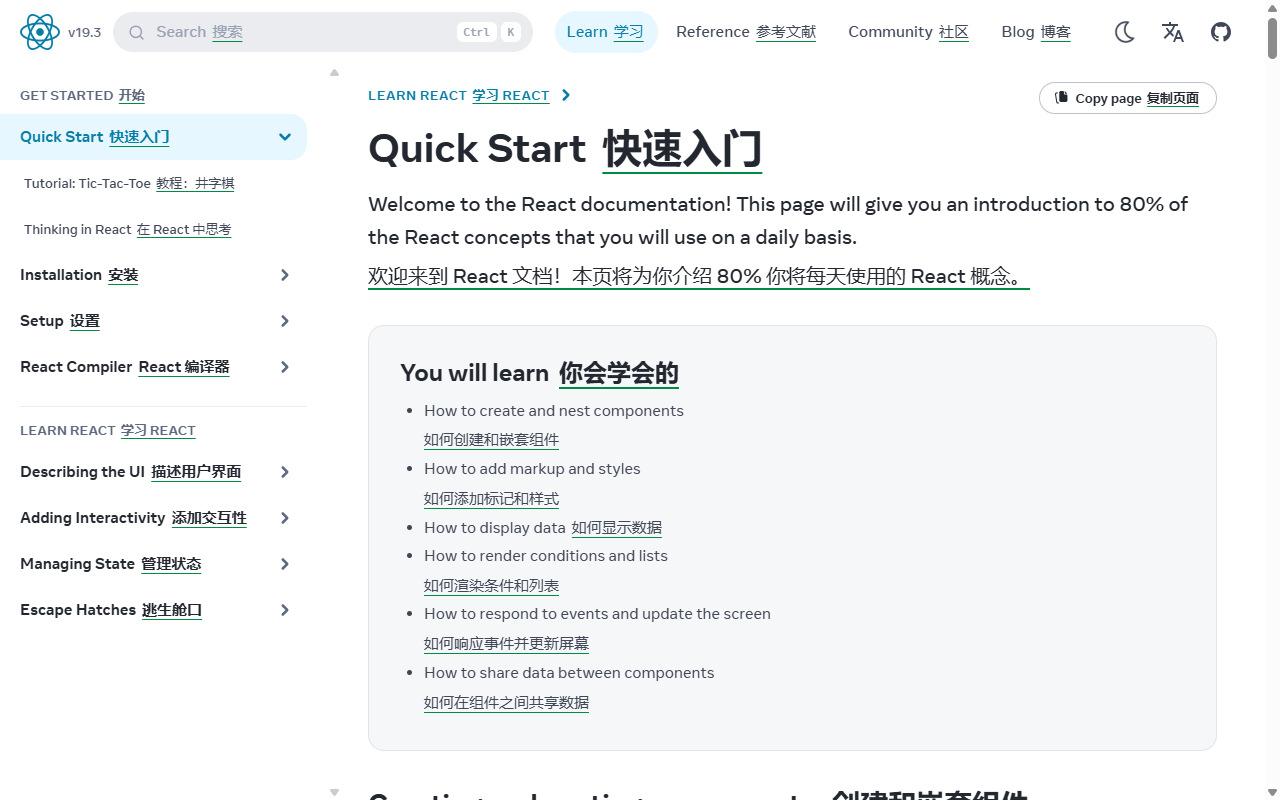 v19.3 Search 搜索 Ctrl K Learn 学习 Reference 参考文献 Community 社区 Blog 博客
GET STARTED 开始
Quick Start 快速入门
Tutorial: Tic-Tac-Toe 教程：井字棋
Thinking in React 在 React 中思考
Installation 安装
Setup 设置
React Compiler React 编译器
LEARN REACT 学习 REACT
Describing the UI 描述用户界面
Adding Interactivity 添加交互性
Managing State 管理状态
Escape Hatches 逃生舱口
LEARN REACT 学习 REACT
Copy page 复制页面
Quick Start 快速入门
Welcome to the React documentation! This page will give you an introduction to 80% of
the React concepts that you will use on a daily basis.
欢迎来到 React 文档！本页将为你介绍 80% 你将每天使用的 React 概念。
You will learn 你会学会的
How to create and nest components
如何创建和嵌套组件
How to add markup and styles
如何添加标记和样式
How to display data 如何显示数据
How to render conditions and lists
如何渲染条件和列表
How to respond to events and update the screen
如何响应事件并更新屏幕
How to share data between components
如何在组件之间共享数据
Creating and nesting components 创建和嵌套组件